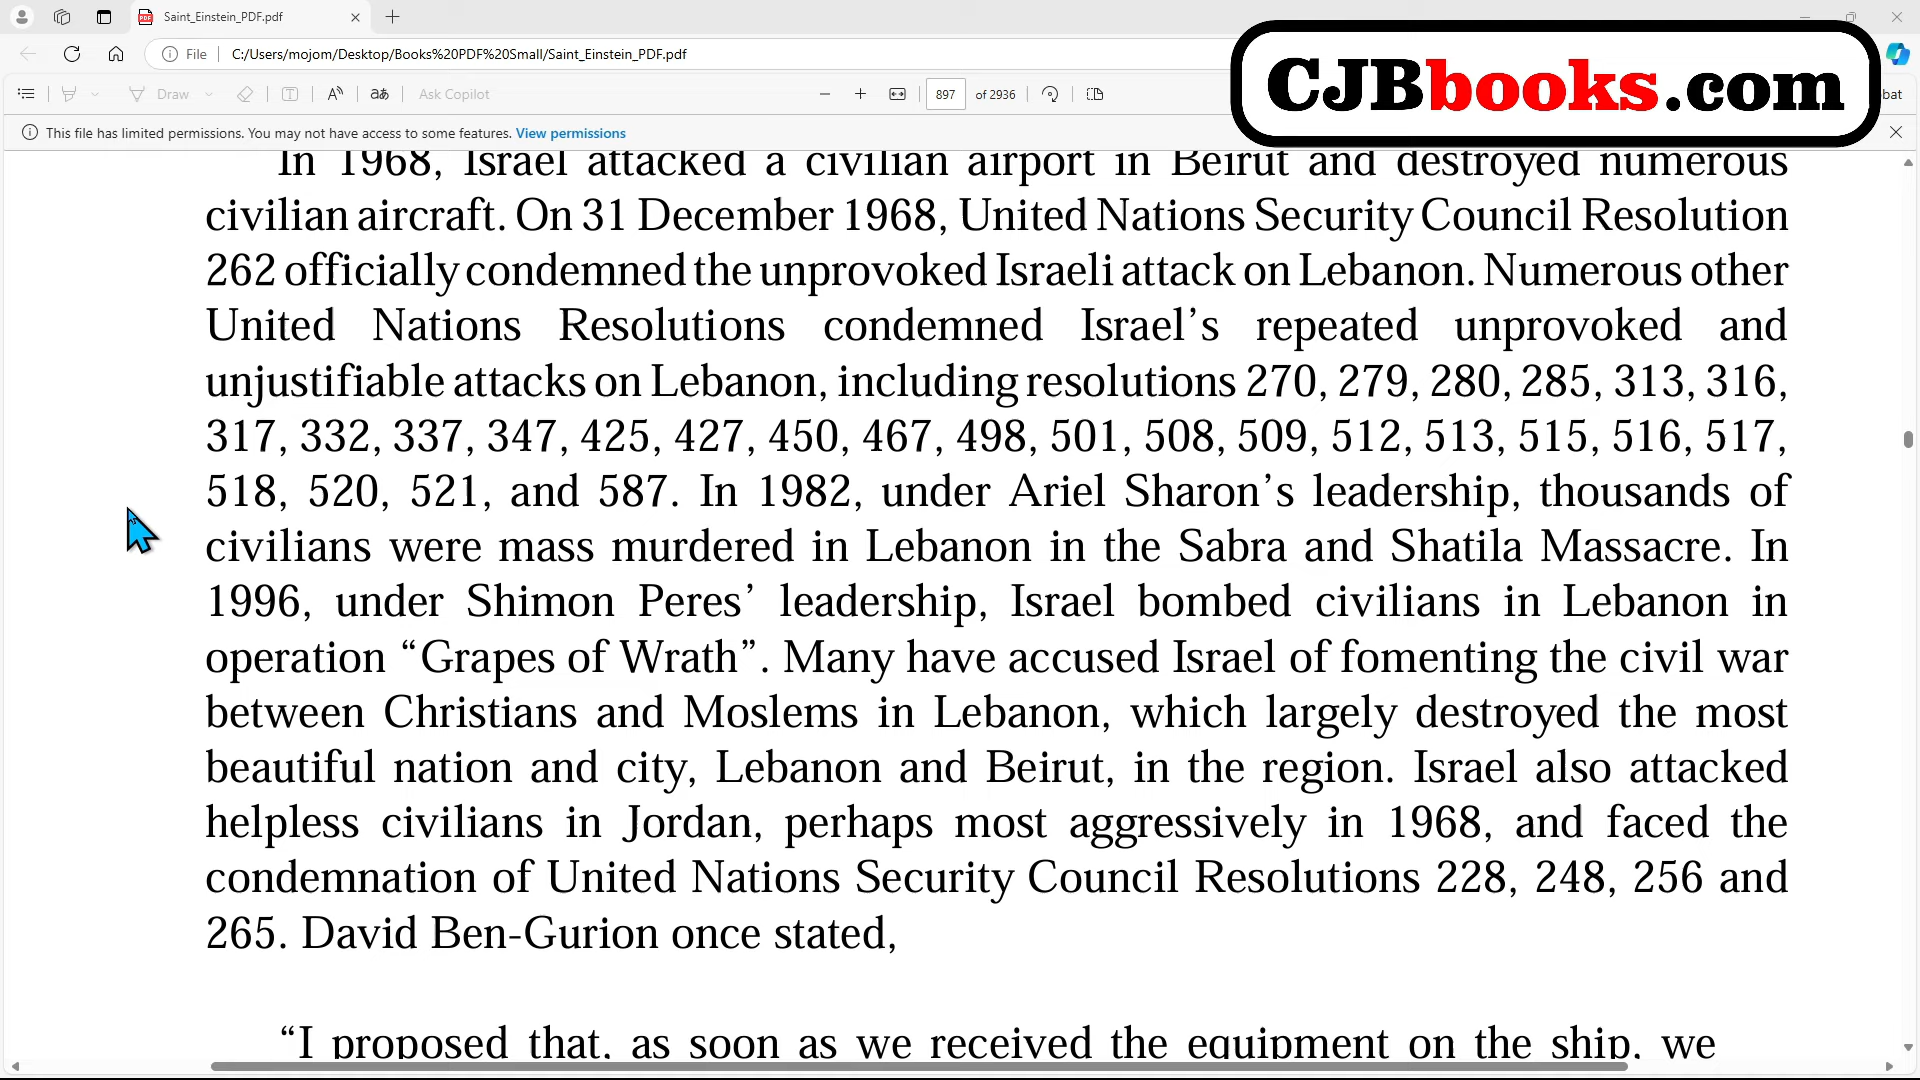 Saint_Einstein_PDF.pdf
File
C:/Users/mojom/Desktop/Books%20PDF%20Small/Saint_Einstein_PDF.pdf
CJBbooks.com
Draw
Ask Copilot
897 of 2936
bat
This file has limited permissions. You may not have access to some features. View permissions
In 1968, Israel attacked a civilian airport in Beirut and destroyed numerous
civilian aircraft. On 31 December 1968, United Nations Security Council Resolution
262 officially condemned the unprovoked Israeli attack on Lebanon. Numerous other
United Nations Resolutions condemned Israel’s repeated unprovoked and
unjustifiable attacks on Lebanon, including resolutions 270, 279, 280, 285, 313, 316,
317, 332, 337, 347, 425, 427, 450, 467, 498, 501, 508, 509, 512, 513, 515, 516, 517,
518, 520, 521, and 587. In 1982, under Ariel Sharon’s leadership, thousands of
civilians were mass murdered in Lebanon in the Sabra and Shatila Massacre. In
1996, under Shimon Peres’ leadership, Israel bombed civilians in Lebanon in
operation “Grapes of Wrath”. Many have accused Israel of fomenting the civil war
between Christians and Moslems in Lebanon, which largely destroyed the most
beautiful nation and city, Lebanon and Beirut, in the region. Israel also attacked
helpless civilians in Jordan, perhaps most aggressively in 1968, and faced the
condemnation of United Nations Security Council Resolutions 228, 248, 256 and
265. David Ben-Gurion once stated,
“I proposed that, as soon as we received the equipment on the ship, we